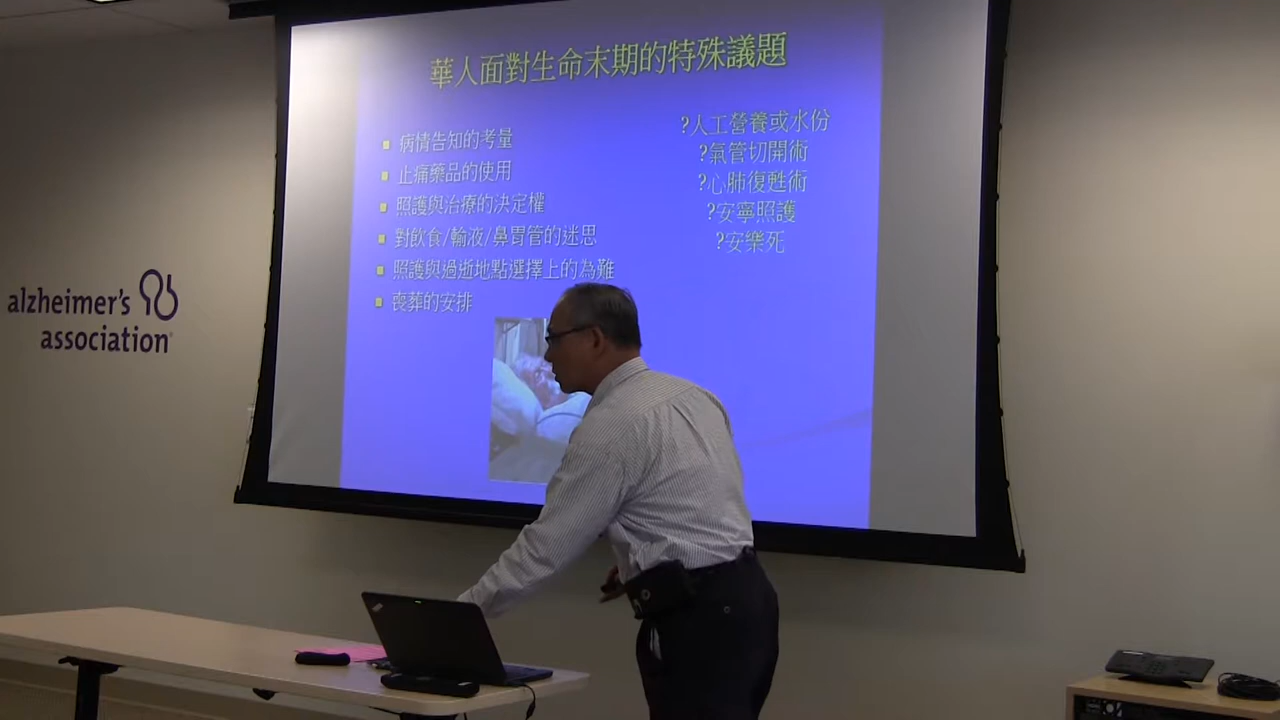 華人面對生命末期的特殊議題
病情告知的考量
止痛藥品的使用
照護與治療的決定權
對飲食/輸液/鼻胃管的迷思
照護與過逝地點選擇上的為難
喪葬的安排
?人工營養或水份
?氣管切開術
?心肺復甦術
?安寧照護
?安樂死
alzheimer's
association®